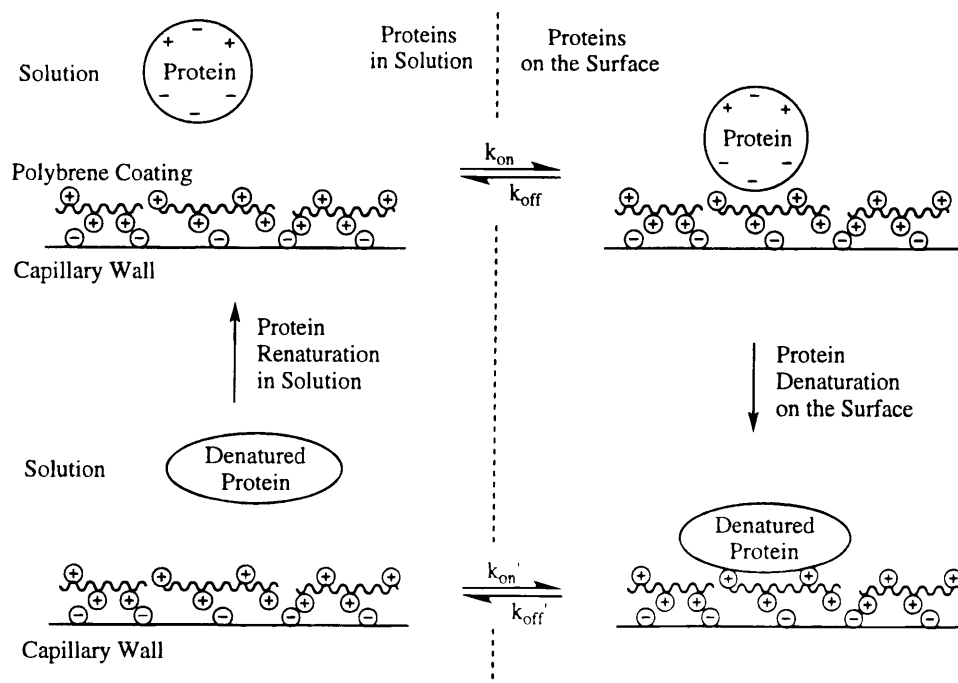 Proteins
in Solution
Proteins
on the Surface
Solution
− + + Protein − − −
− + + Protein − − −
Polybrene Coating
k_on
k_off
+ + + + + + + + +
− − − −
+ + + + + + + + +
− − − −
Capillary Wall
Protein
Renaturation
in Solution
Protein
Denaturation
on the Surface
Solution
Denatured
Protein
Denatured
Protein
k_on'
k_off'
+ + + + + + + + +
− − − − −
+ + + + + + + + +
− − − − −
Capillary Wall